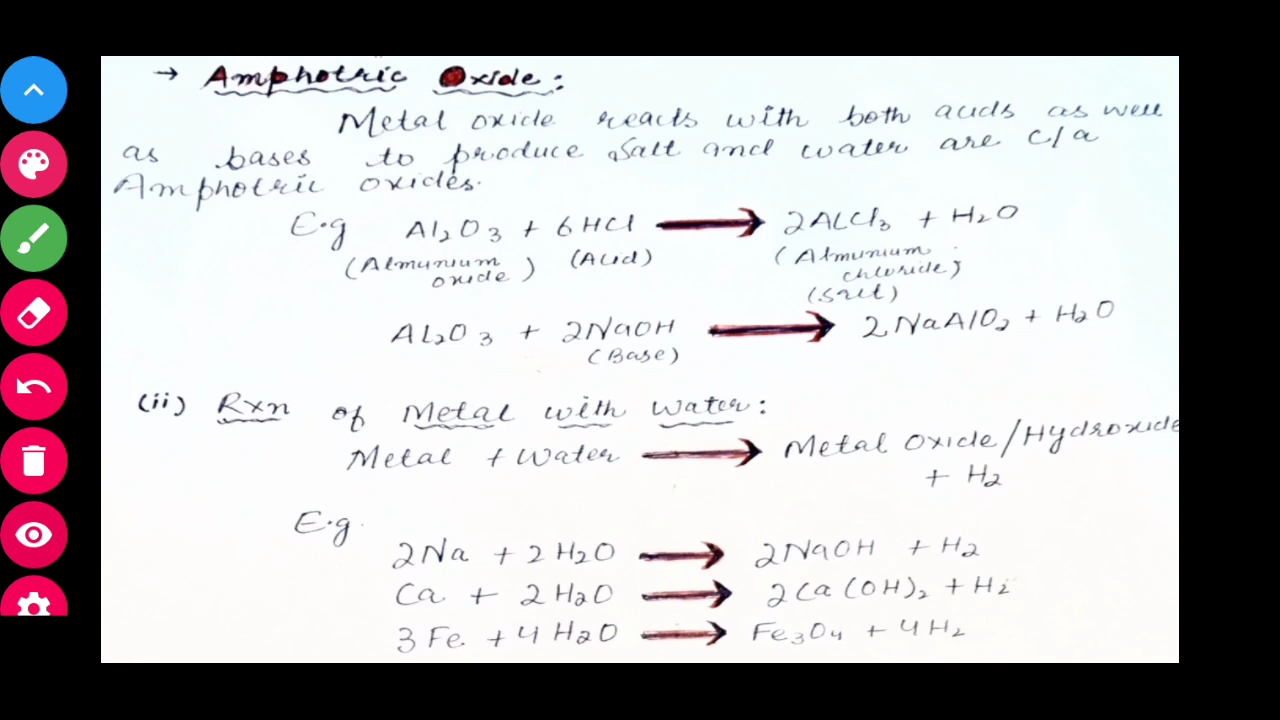 → Amphotric Oxide:
Metal oxide reacts with both acids as well
as bases to produce Salt and water are c/a
Amphotric oxides.
E.g Al₂O₃ + 6HCl → 2AlCl₃ + H₂O
(Almunium oxide) (Acid) (Almunium chloride)
(Salt)
Al₂O₃ + 2NaOH → 2NaAlO₂ + H₂O
(Base)
(ii) Rxn of Metal with Water:
Metal + Water → Metal Oxide/Hydroxide
+ H₂
E.g.
2Na + 2H₂O → 2NaOH + H₂
Ca + 2H₂O → 2Ca(OH)₂ + H₂
3Fe + 4H₂O → Fe₃O₄ + 4H₂